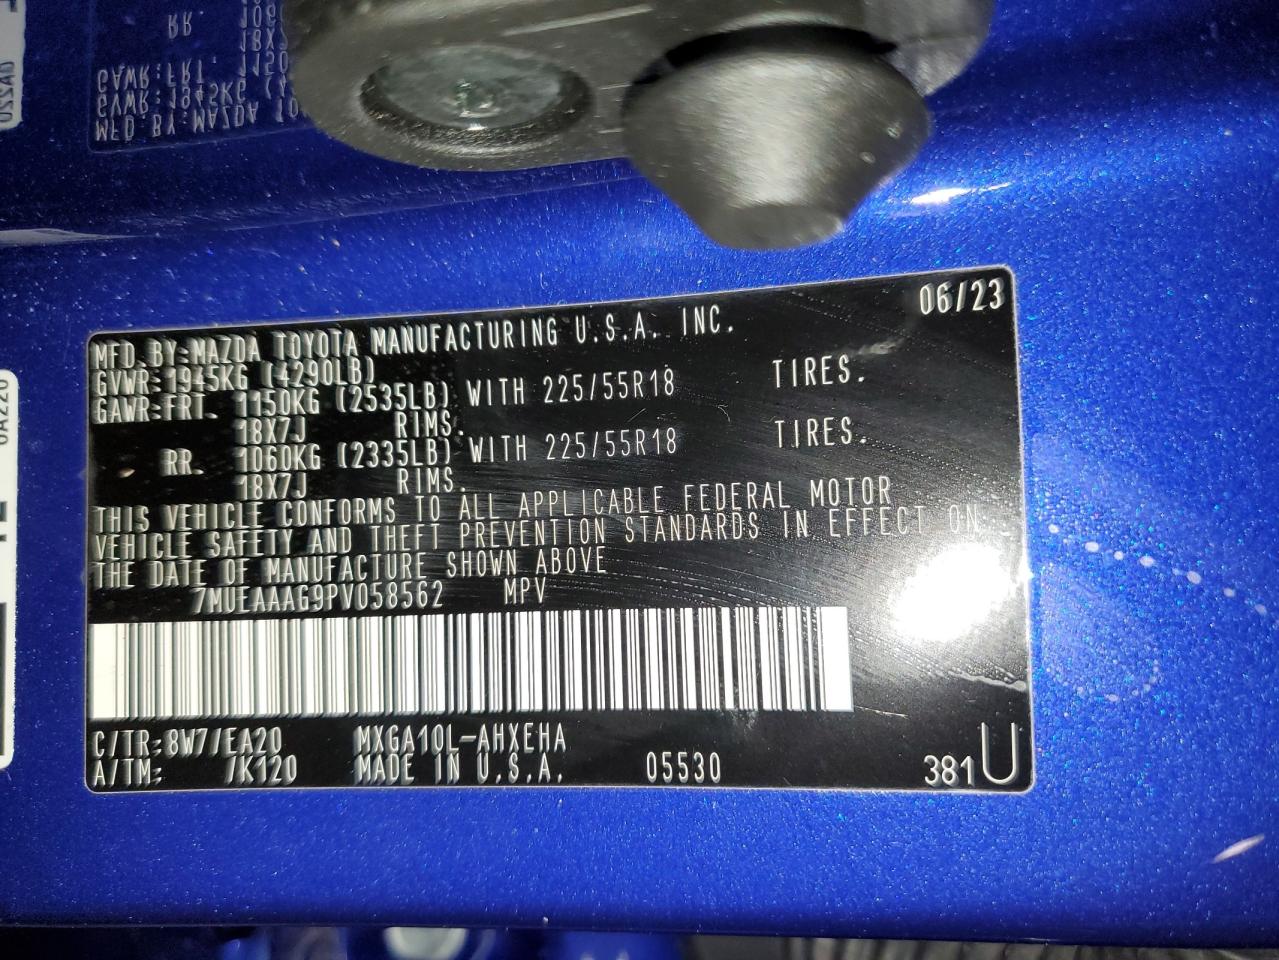 06/23
MFD. BY: MAZDA TOYOTA MANUFACTURING U.S.A. INC.
GVWR: 1945KG (4290LB)
GAWR: FRT. 1150KG (2535LB) WITH 225/55R18 TIRES.
18X7J RIMS.
RR. 1060KG (2335LB) WITH 225/55R18 TIRES.
18X7J RIMS.
THIS VEHICLE CONFORMS TO ALL APPLICABLE FEDERAL MOTOR
VEHICLE SAFETY AND THEFT PREVENTION STANDARDS IN EFFECT ON
THE DATE OF MANUFACTURE SHOWN ABOVE
7MUEAAAG9PV058562 MPV
C/TR: 8W7/EA20 MXGA10L-AHXEHA
A/TM: /K120 MADE IN U.S.A. 05530
381U